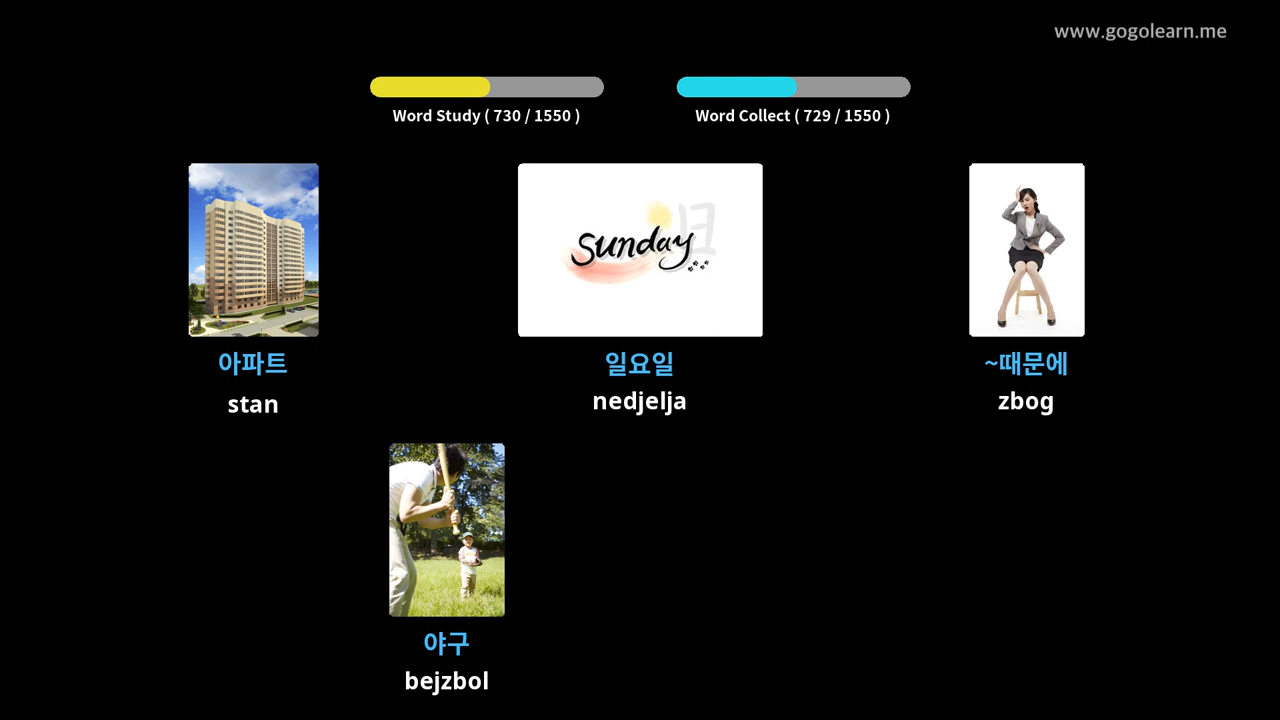 www.gogolearn.me
Word Study ( 730 / 1550 )
Word Collect ( 729 / 1550 )
Sunday
일
아파트
일요일
~때문에
stan
nedjelja
zbog
야구
bejzbol